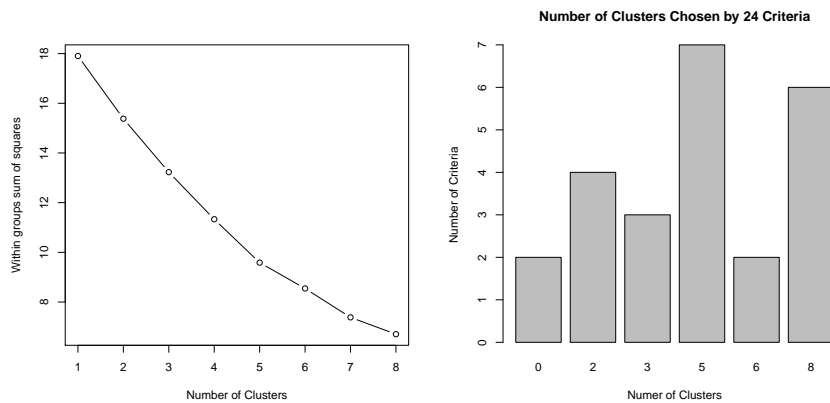 18
16
14
12
10
8
Within groups sum of squares
1 2 3 4 5 6 7 8
Number of Clusters
Number of Clusters Chosen by 24 Criteria
7
6
5
4
3
2
1
0
Number of Criteria
0 2 3 5 6 8
Numer of Clusters